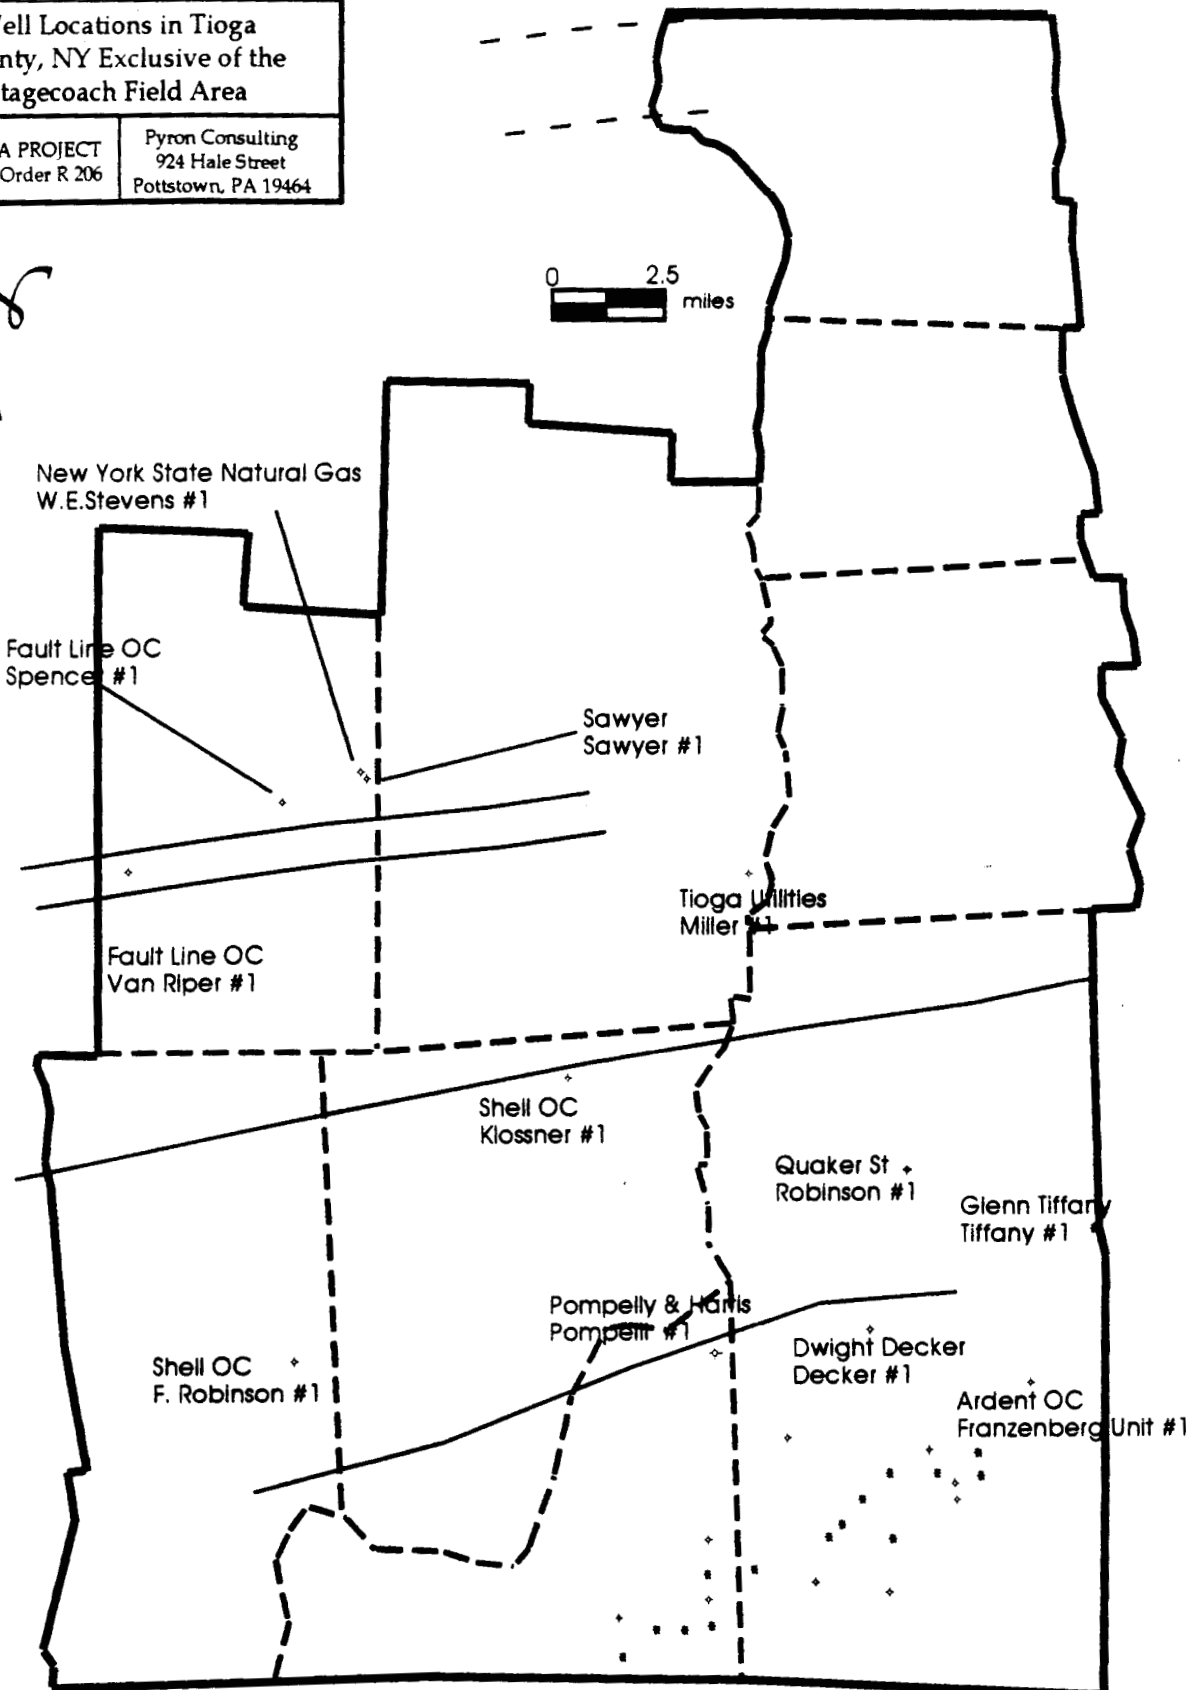 ell Locations in Tioga
nty, NY Exclusive of the
tagecoach Field Area
A PROJECT
Order R 206
Pyron Consulting
924 Hale Street
Pottstown, PA 19464
0 2.5
miles
New York State Natural Gas
W.E.Stevens #1
Fault Line OC
Spencer #1
Sawyer
Sawyer #1
Tioga Utilities
Miller #1
Fault Line OC
Van Riper #1
Shell OC
Klossner #1
Quaker St
Robinson #1
Glenn Tiffany
Tiffany #1
Pompelly & Harris
Pompelli #1
Dwight Decker
Decker #1
Shell OC
F. Robinson #1
Ardent OC
Franzenberg Unit #1